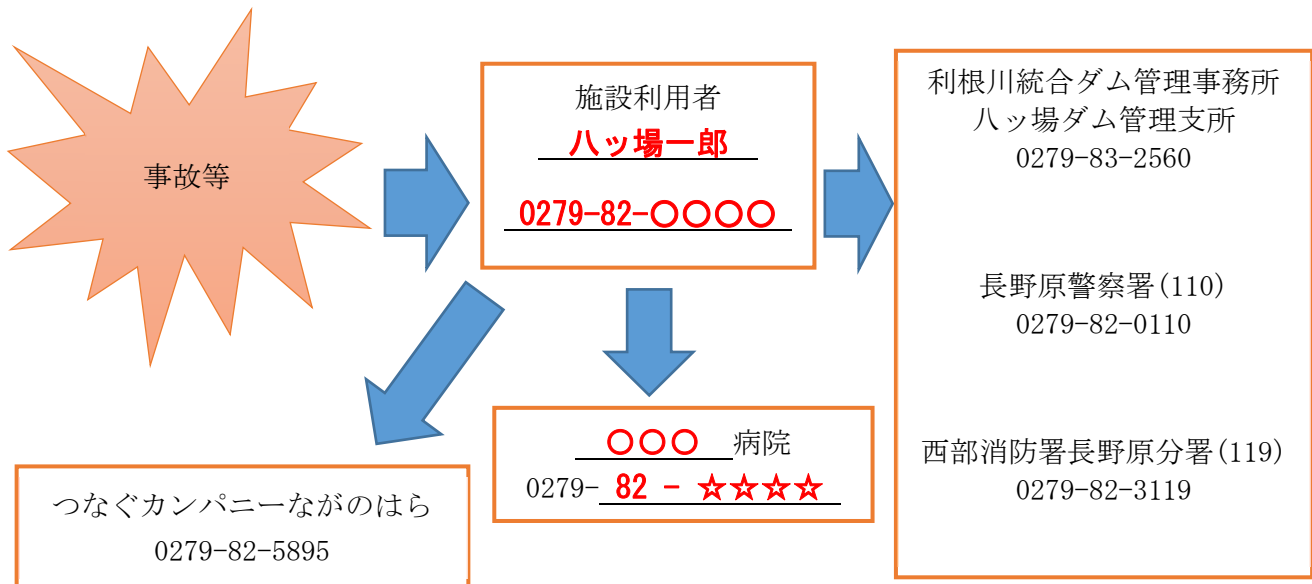 事故等
施設利用者
八ッ場一郎
0279-82-〇〇〇〇
利根川統合ダム管理事務所
八ッ場ダム管理支所
0279-83-2560
長野原警察署(110)
0279-82-0110
西部消防署長野原分署(119)
0279-82-3119
〇〇〇 病院
0279- 82 - ☆☆☆☆
つなぐカンパニーながのはら
0279-82-5895